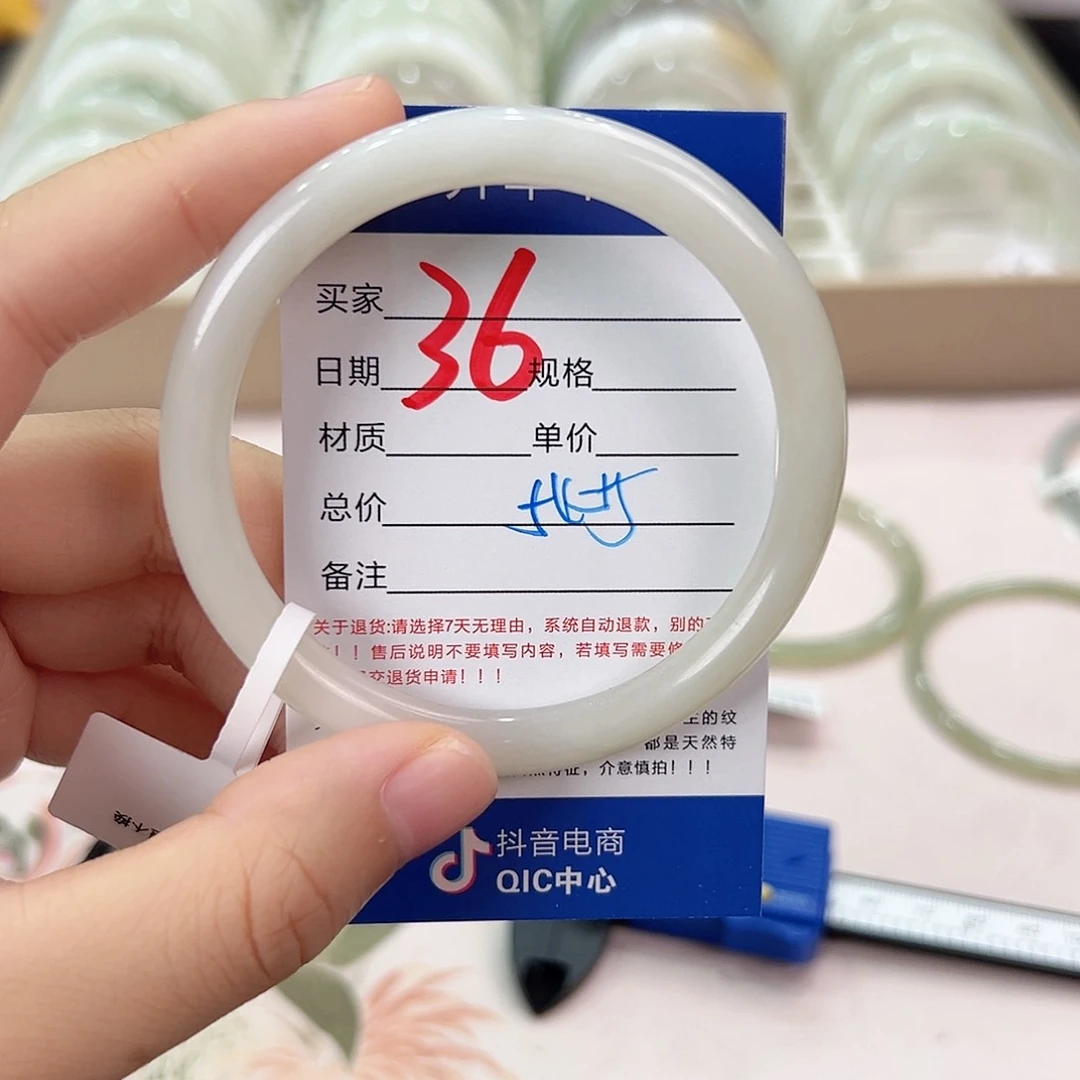 36
买家
日期 规格
材质 单价
总价
备注
关于退货:请选择7天无理由，系统自动退款，别的
！！售后说明不要填写内容，若填写需要
交退货申请！！！
的纹
都是天然特
征，介意慎拍！！！
抖音电商
QIC中心
不换